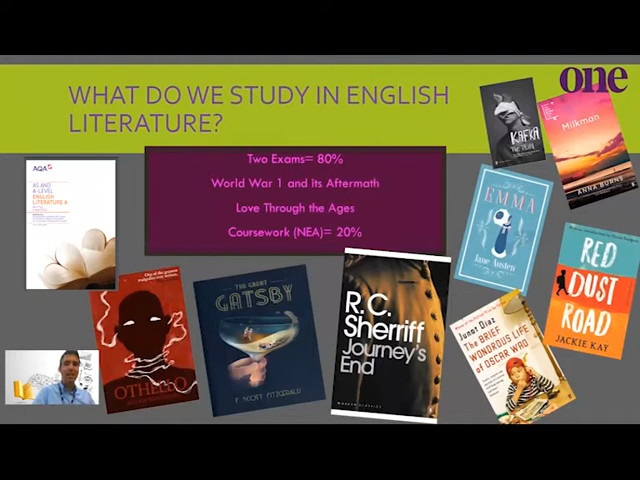 one
WHAT DO WE STUDY IN ENGLISH
LITERATURE?
Two Exams= 80%
World War 1 and its Aftermath
Love Through the Ages
Coursework (NEA)= 20%
AQA
AS AND
A-LEVEL
ENGLISH
LITERATURE A
OTHELLO
THE GREAT
GATSBY
F. SCOTT FITZGERALD
R.C.
Sherriff
Journey's
End
KAFKA
Milkman
ANNA BURNS
EMMA
Jane Austen
RED
DUST
ROAD
JACKIE KAY
Junot Díaz
THE BRIEF
WONDROUS LIFE
OF OSCAR WAO